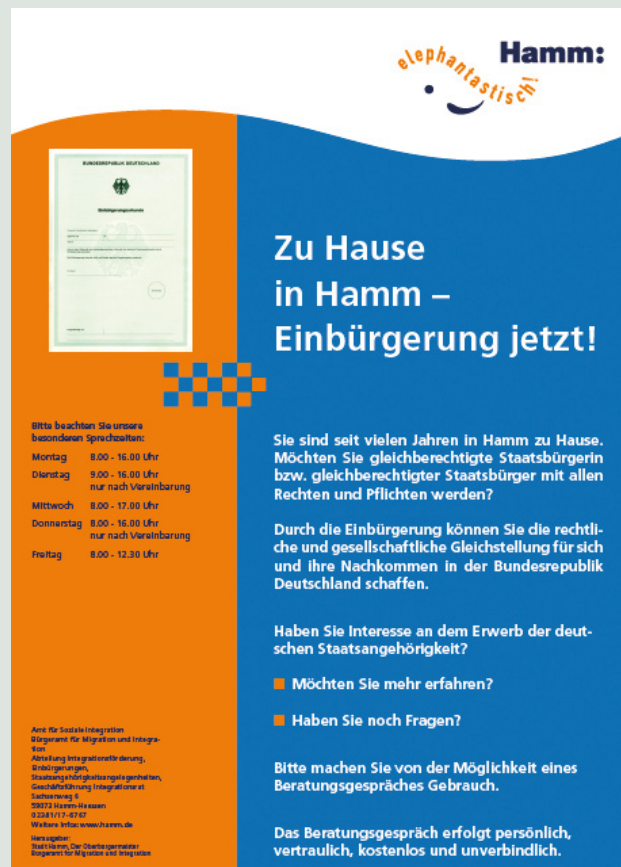 elephantastisch!
Hamm:
BUNDESREPUBLIK DEUTSCHLAND
Einbürgerungsurkunde
Zu Hause
in Hamm –
Einbürgerung jetzt!
Bitte beachten Sie unsere
besonderen Sprechzeiten:
Montag 8.00 - 16.00 Uhr
Dienstag 9.00 - 16.00 Uhr
nur nach Vereinbarung
Mittwoch 8.00 - 17.00 Uhr
Donnerstag 8.00 - 16.00 Uhr
nur nach Vereinbarung
Freitag 8.00 - 12.30 Uhr
Amt für Soziale Integration
Bürgeramt für Migration und Integra-
tion
Abteilung Integrationsförderung,
Einbürgerungen,
Staatsangehörigkeitsangelegenheiten,
Geschäftsführung Integrationsrat
Sachsenweg 6
59073 Hamm-Heessen
02381/17-6767
Weitere Infos: www.hamm.de
Herausgeber:
Stadt Hamm, Der Oberbürgermeister
Bürgeramt für Migration und Integration
Sie sind seit vielen Jahren in Hamm zu Hause.
Möchten Sie gleichberechtigte Staatsbürgerin
bzw. gleichberechtigter Staatsbürger mit allen
Rechten und Pflichten werden?
Durch die Einbürgerung können Sie die rechtli-
che und gesellschaftliche Gleichstellung für sich
und ihre Nachkommen in der Bundesrepublik
Deutschland schaffen.
Haben Sie Interesse an dem Erwerb der deut-
schen Staatsangehörigkeit?
Möchten Sie mehr erfahren?
Haben Sie noch Fragen?
Bitte machen Sie von der Möglichkeit eines
Beratungsgespräches Gebrauch.
Das Beratungsgespräch erfolgt persönlich,
vertraulich, kostenlos und unverbindlich.